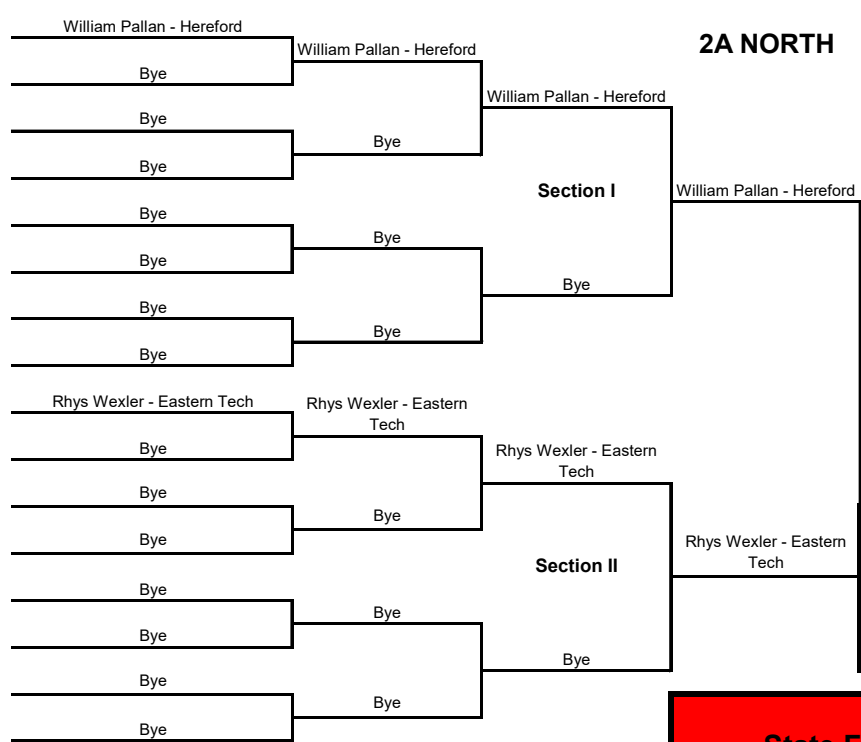 William Pallan - Hereford
William Pallan - Hereford
2A NORTH
Bye
William Pallan - Hereford
Bye
Bye
Bye
Section I
William Pallan - Hereford
Bye
Bye
Bye
Bye
Bye
Bye
Bye
Rhys Wexler - Eastern Tech
Rhys Wexler - Eastern
Tech
Bye
Rhys Wexler - Eastern
Tech
Bye
Bye
Bye
Rhys Wexler - Eastern
Tech
Section II
Bye
Bye
Bye
Bye
Bye
Bye
Bye
State